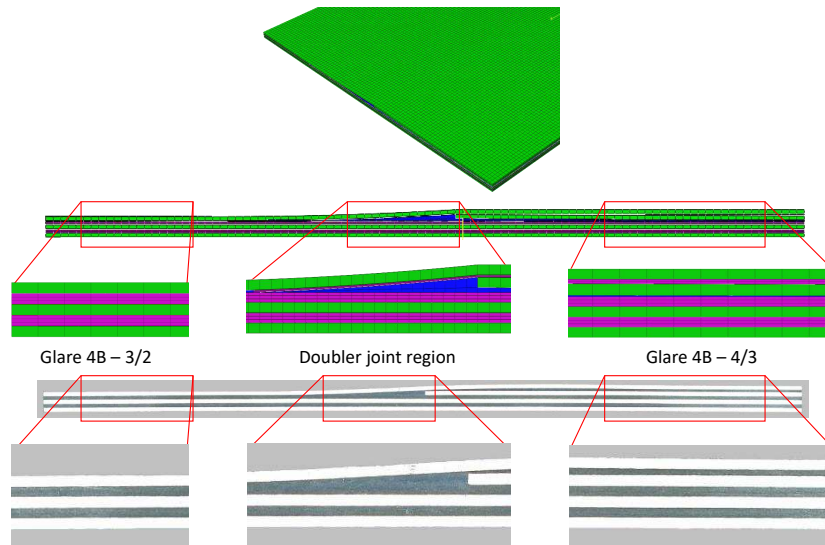 Glare 4B – 3/2
Doubler joint region
Glare 4B – 4/3